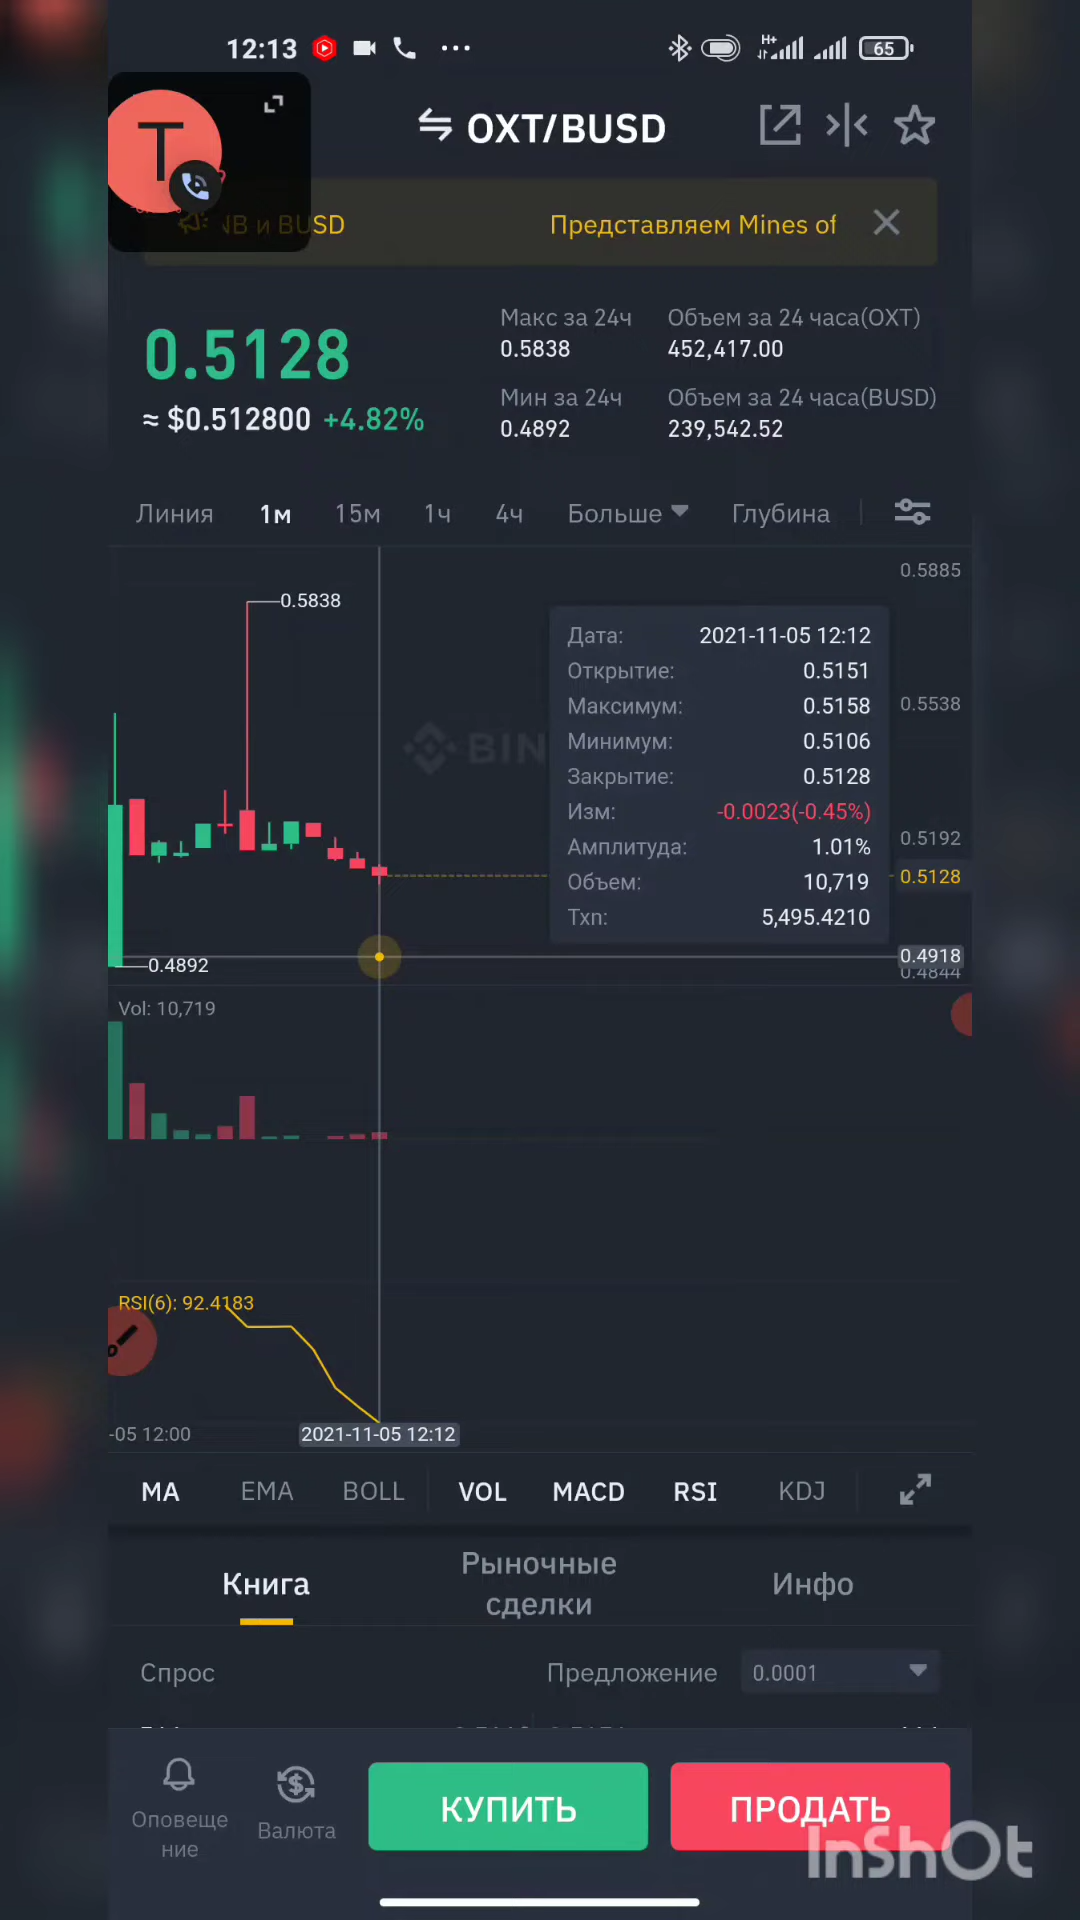 12:13
H+
65
T
OXT/BUSD
NB и BUSD
Представляем Mines of
0.5128
≈ $0.512800 +4.82%
Макс за 24ч
0.5838
Объем за 24 часа(OXT)
452,417.00
Мин за 24ч
0.4892
Объем за 24 часа(BUSD)
239,542.52
Линия 1м 15м 1ч 4ч Больше Глубина
0.5885
0.5838
Дата: 2021-11-05 12:12
Открытие: 0.5151
Максимум: 0.5158
0.5538
Минимум: 0.5106
BIN
Закрытие: 0.5128
Изм: -0.0023(-0.45%)
0.5192
Амплитуда: 1.01%
Объем: 10,719
0.5128
Txn: 5,495.4210
0.4918
0.4892
0.4844
Vol: 10,719
RSI(6): 92.4183
-05 12:00
2021-11-05 12:12
MA EMA BOLL VOL MACD RSI KDJ
Книга
Рыночные
сделки
Инфо
Спрос
Предложение
0.0001
Оповеще
ние
Валюта
КУПИТЬ
ПРОДАТЬ
InShOt